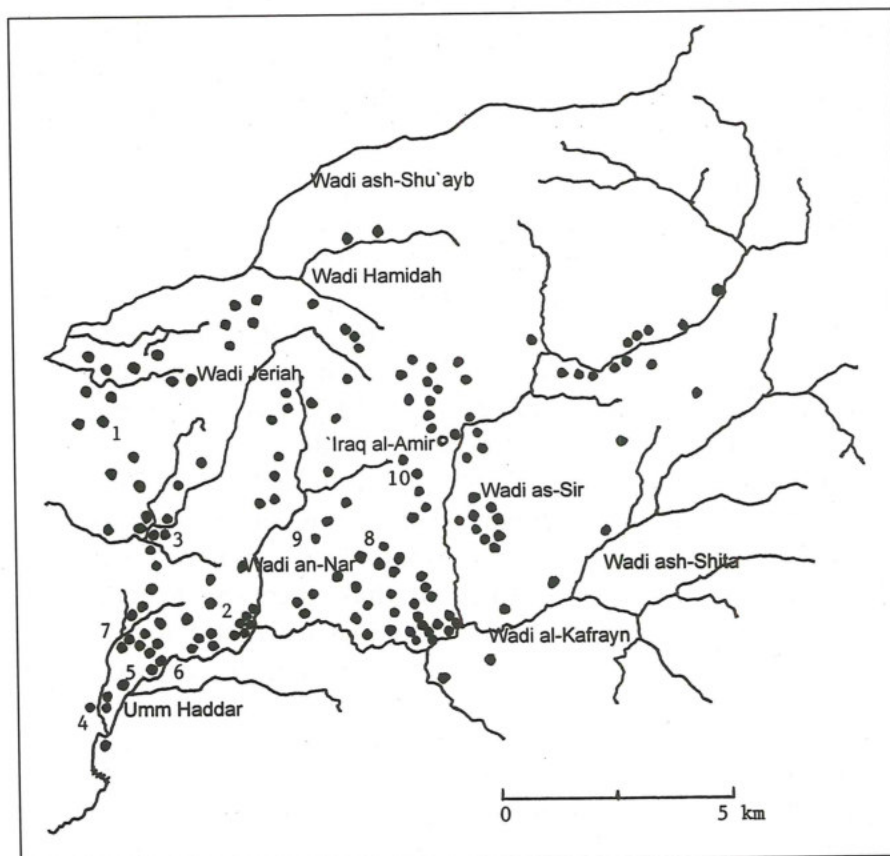 Wadi ash-Shu`ayb
Wadi Hamidah
Wadi Jeriah
1
`Iraq al-Amir
10
Wadi as-Sir
3
9
8
Wadi an-Nar
Wadi ash-Shita
2
7
Wadi al-Kafrayn
5
6
4
Umm Haddar
0
5 km